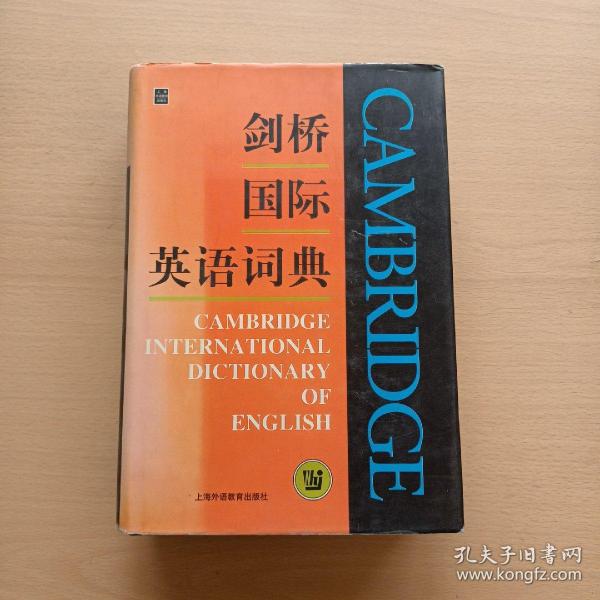 剑桥
国际
英语词典
CAMBRIDGE
INTERNATIONAL
DICTIONARY
OF
ENGLISH
上海外语教育出版社
CAMBRIDGE
孔夫子旧书网
www.kongfz.com